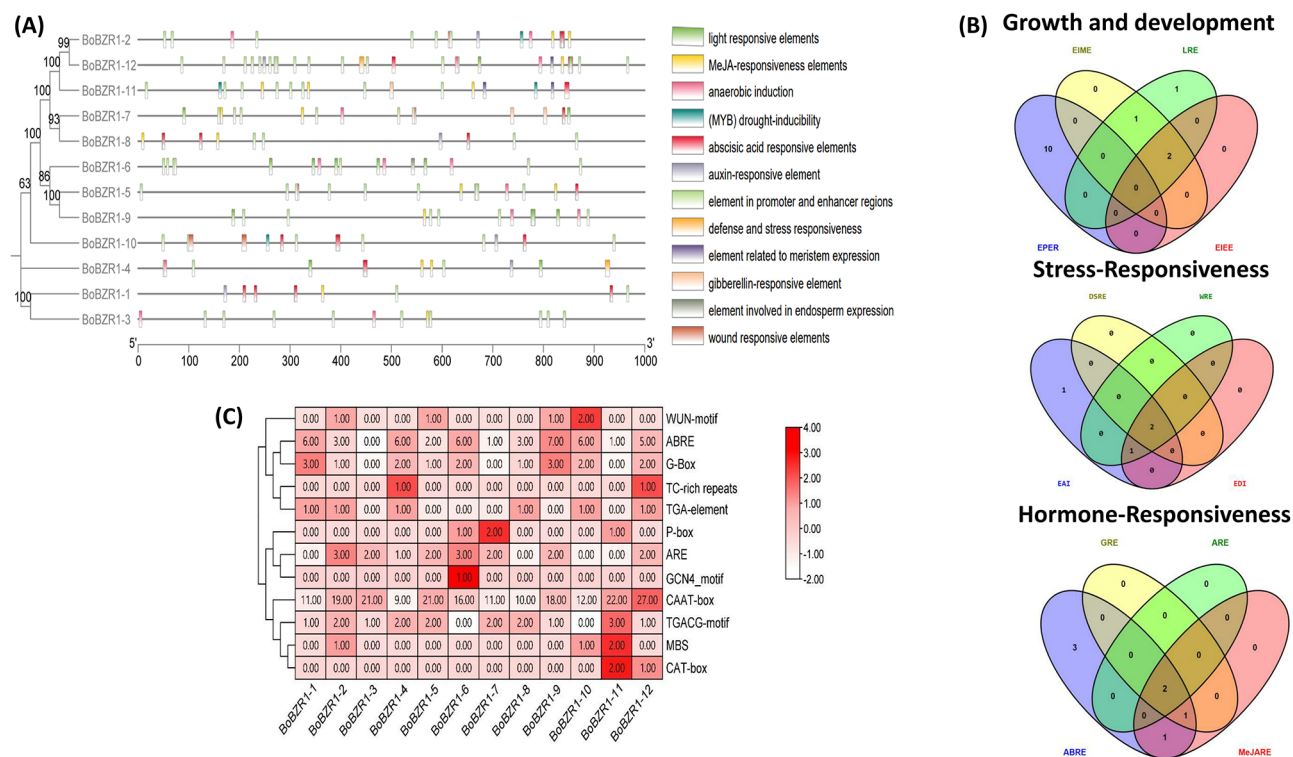 (A)
99
100
100
93
100
63
86
100
100
BoBZR1-2
BoBZR1-12
BoBZR1-11
BoBZR1-7
BoBZR1-8
BoBZR1-6
BoBZR1-5
BoBZR1-9
BoBZR1-10
BoBZR1-4
BoBZR1-1
BoBZR1-3
5' 3'
0 100 200 300 400 500 600 700 800 900 1000
light responsive elements
MeJA-responsiveness elements
anaerobic induction
(MYB) drought-inducibility
abscisic acid responsive elements
auxin-responsive element
element in promoter and enhancer regions
defense and stress responsiveness
element related to meristem expression
gibberellin-responsive element
element involved in endosperm expression
wound responsive elements
(B)
Growth and development
EIME LRE
0 1
10 0 1 0 0
0 2
0 0 0
0 0
0
EPER EIEE
Stress-Responsiveness
DSRE WRE
0 0
1 0 0 0 0
0 0
0 2 0
1 0
0
EAI EDI
Hormone-Responsiveness
GRE ARE
0 0
3 0 0 0 0
0 0
0 2 0
0 1
1
ABRE MeJARE
(C)
0.00 1.00 0.00 0.00 1.00 0.00 0.00 0.00 1.00 2.00 0.00 0.00 WUN-motif
6.00 3.00 0.00 6.00 2.00 6.00 1.00 3.00 7.00 6.00 1.00 5.00 ABRE
3.00 1.00 0.00 2.00 1.00 2.00 0.00 1.00 3.00 2.00 0.00 2.00 G-Box
0.00 0.00 0.00 1.00 0.00 0.00 0.00 0.00 0.00 0.00 0.00 1.00 TC-rich repeats
1.00 1.00 0.00 1.00 0.00 0.00 0.00 1.00 0.00 1.00 0.00 1.00 TGA-element
0.00 0.00 0.00 0.00 0.00 1.00 2.00 0.00 0.00 0.00 1.00 0.00 P-box
0.00 3.00 2.00 1.00 2.00 3.00 2.00 0.00 2.00 0.00 0.00 2.00 ARE
0.00 0.00 0.00 0.00 0.00 1.00 0.00 0.00 0.00 0.00 0.00 0.00 GCN4_motif
11.00 19.00 21.00 9.00 21.00 16.00 11.00 10.00 18.00 12.00 22.00 27.00 CAAT-box
1.00 2.00 1.00 2.00 2.00 0.00 2.00 2.00 1.00 0.00 3.00 1.00 TGACG-motif
0.00 1.00 0.00 0.00 0.00 0.00 0.00 0.00 0.00 1.00 2.00 0.00 MBS
0.00 0.00 0.00 0.00 0.00 0.00 0.00 0.00 0.00 0.00 2.00 1.00 CAT-box
BoBZR1-1 BoBZR1-2 BoBZR1-3 BoBZR1-4 BoBZR1-5 BoBZR1-6 BoBZR1-7 BoBZR1-8 BoBZR1-9 BoBZR1-10 BoBZR1-11 BoBZR1-12
4.00
3.00
2.00
1.00
0.00
-1.00
-2.00